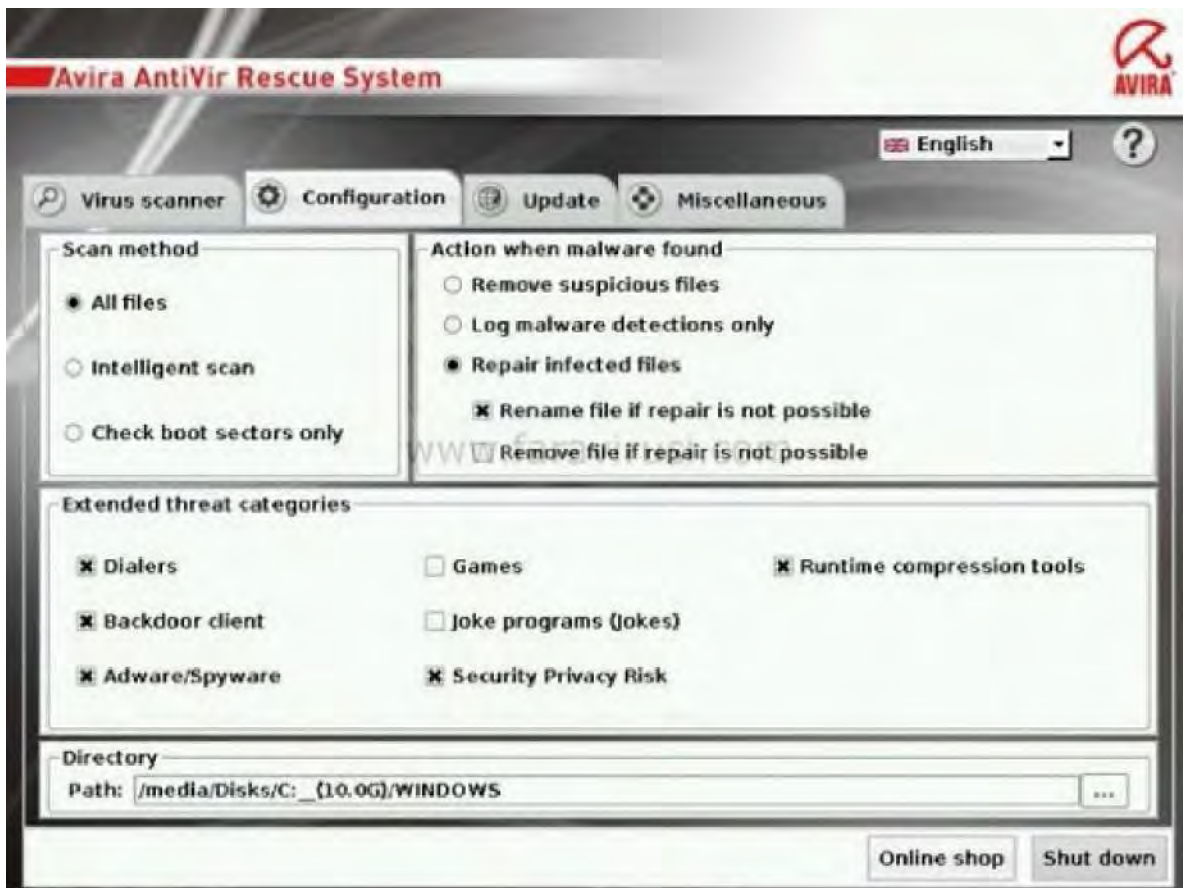 Avira AntiVir Rescue System
AVIRA
English
?
Virus scanner
Configuration
Update
Miscellaneous
Scan method
All files
Intelligent scan
Check boot sectors only
Action when malware found
Remove suspicious files
Log malware detections only
Repair infected files
Rename file if repair is not possible
Remove file if repair is not possible
Extended threat categories
Dialers
Games
Runtime compression tools
Backdoor client
Joke programs (Jokes)
Adware/Spyware
Security Privacy Risk
Directory
Path: /media/Disks/C:_(10.0G)/WINDOWS
...
Online shop
Shut down